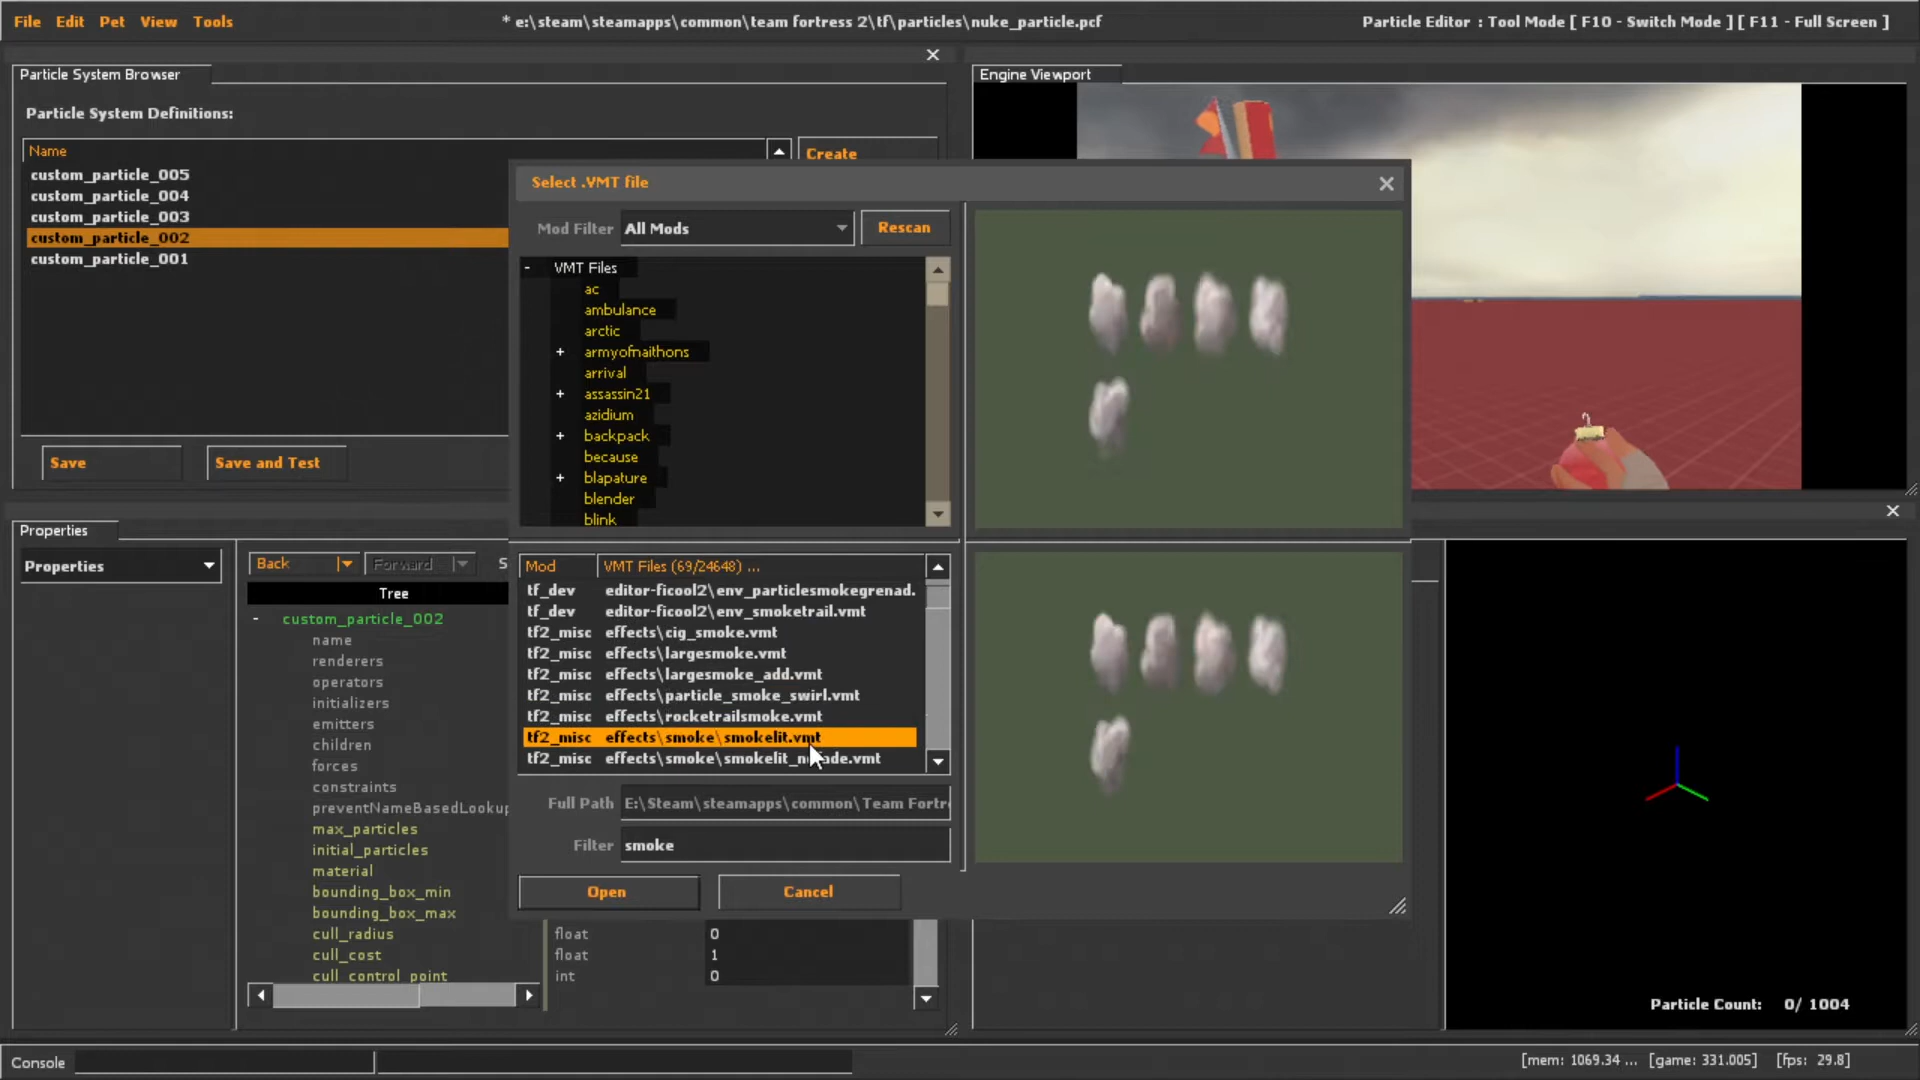 File Edit Pet View Tools
* e:\steam\steamapps\common\team fortress 2\tf\particles\nuke_particle.pcf
Particle Editor : Tool Mode [ F10 - Switch Mode ] [ F11 - Full Screen ]
Particle System Browser
Particle System Definitions:
Name
Create
custom_particle_005
custom_particle_004
custom_particle_003
custom_particle_002
custom_particle_001
Save
Save and Test
Engine Viewport
Select .VMT file
Mod Filter All Mods Rescan
- VMT Files
ac
ambulance
arctic
+ armyofnaithons
arrival
+ assassin21
azidium
+ backpack
because
+ blapature
blender
blink
Mod VMT Files (69/24648) ...
tf_dev editor-ficool2\env_particlesmokegrenad.
tf_dev editor-ficool2\env_smoketrail.vmt
tf2_misc effects\cig_smoke.vmt
tf2_misc effects\largesmoke.vmt
tf2_misc effects\largesmoke_add.vmt
tf2_misc effects\particle_smoke_swirl.vmt
tf2_misc effects\rocketrailsmoke.vmt
tf2_misc effects\smoke\smokelit.vmt
tf2_misc
Full Path E:\Steam\steamapps\common\Team Fortr
Filter smoke
Open Cancel
Properties
Properties
Back Forward S
Tree
- custom_particle_002
name
renderers
operators
initializers
emitters
children
forces
constraints
preventNameBasedLookup
max_particles
initial_particles
material
bounding_box_min
bounding_box_max
cull_radius
cull_cost
cull_control_point
float 0
float 1
int 0
Particle Count: 0/ 1004
Console
[mem: 1069.34 ... [game: 331.005] [fps: 29.8]